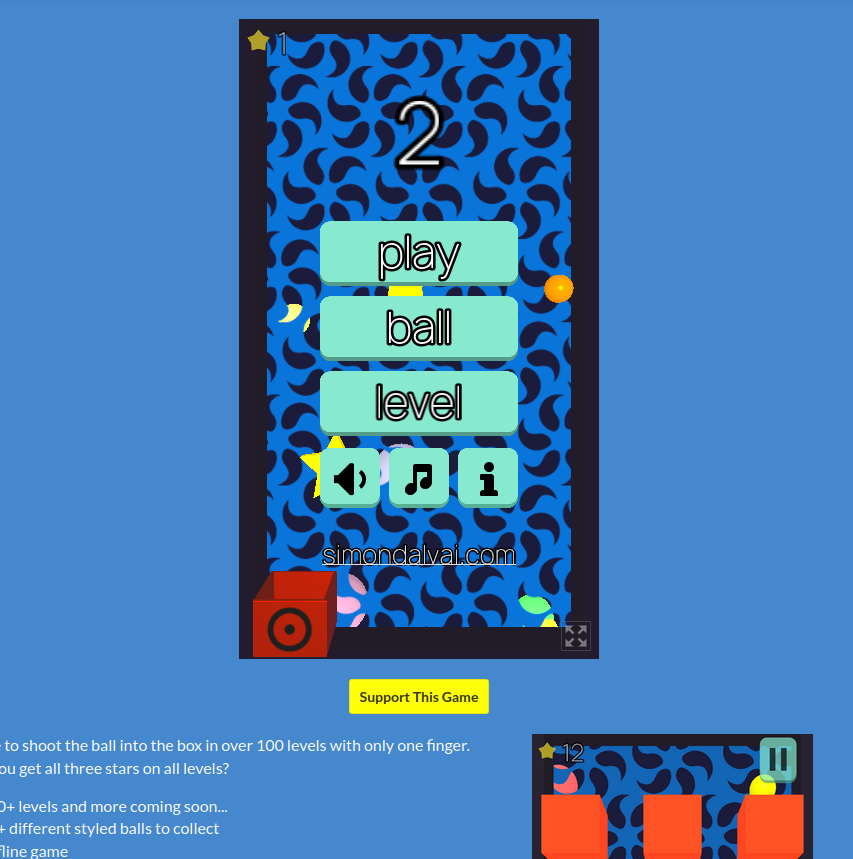 1
2
play
ball
level
simondalvai.com
Support This Game
to shoot the ball into the box in over 100 levels with only one finger.
you get all three stars on all levels?
0+ levels and more coming soon...
+ different styled balls to collect
game
12